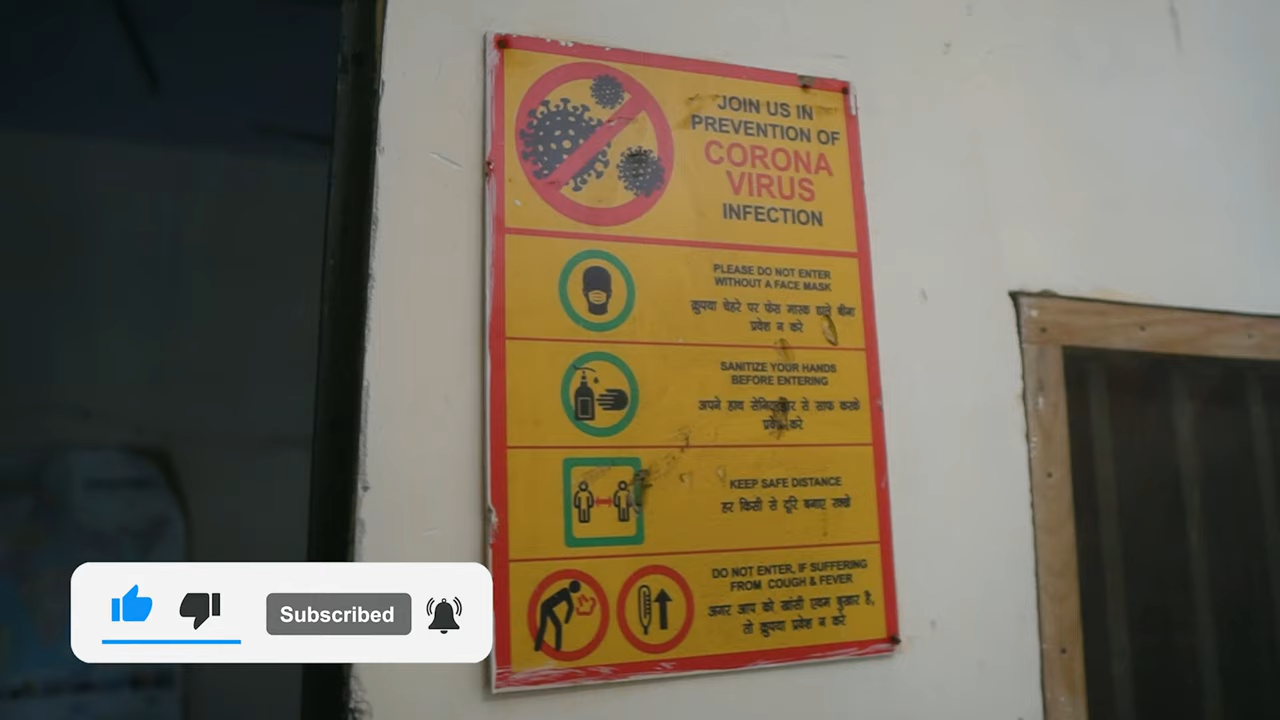 JOIN US IN
PREVENTION OF
CORONA
VIRUS
INFECTION
PLEASE DO NOT ENTER
WITHOUT A FACE MASK
कृपया चेहरे पर फेस मास्क डाले बीना
प्रवेश न करे
SANITIZE YOUR HANDS
BEFORE ENTERING
अपने हाथ से साफ करके
करे
KEEP SAFE DISTANCE
हर किसी से दूरि बनाए रखे
DO NOT ENTER, IF SUFFERING
FROM COUGH & FEVER
अगर आप को खांसी एवम बुखार है,
तो कृपया प्रवेश न करे
Subscribed